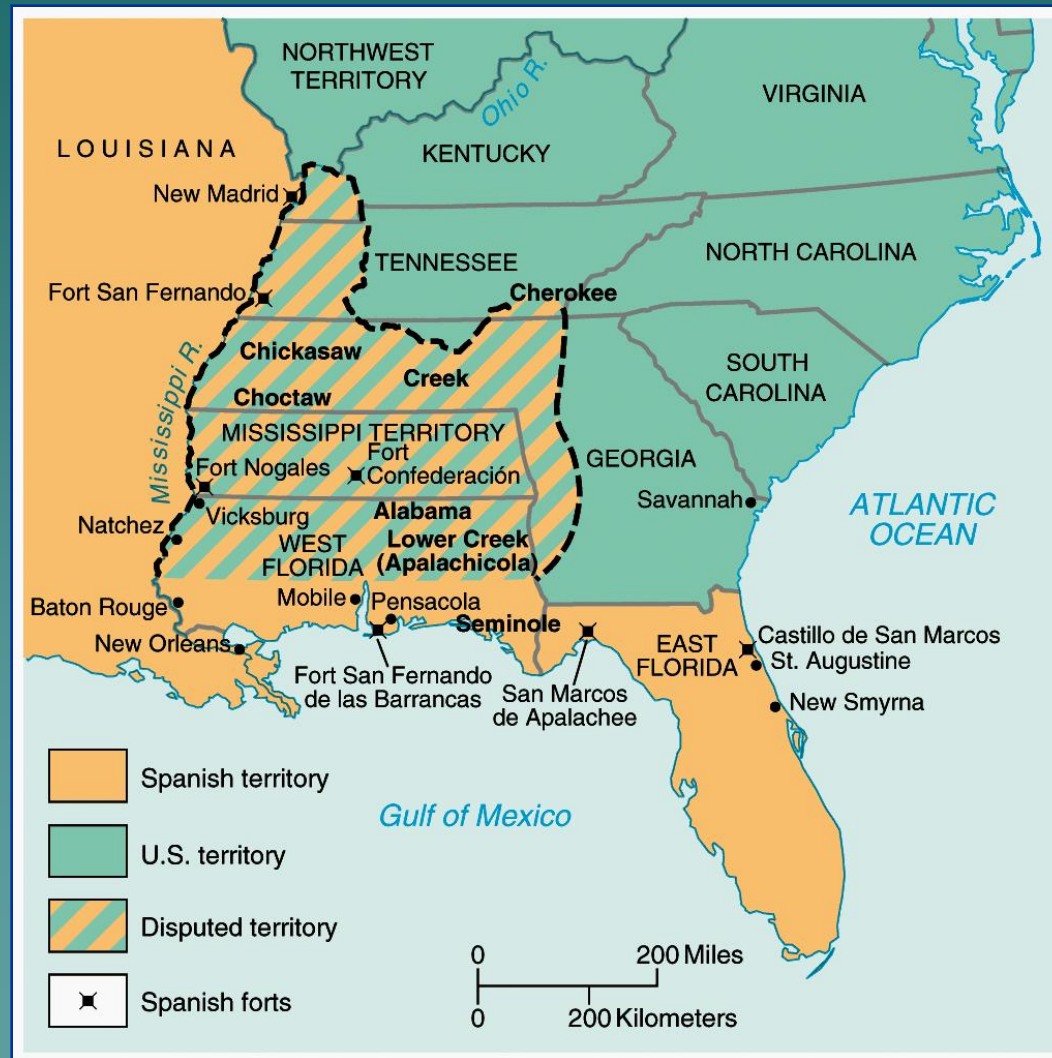 NORTHWEST
TERRITORY
Ohio R.
VIRGINIA
LOUISIANA
KENTUCKY
New Madrid
NORTH CAROLINA
TENNESSEE
Fort San Fernando
Cherokee
Chickasaw
Creek
SOUTH
CAROLINA
Choctaw
Mississippi R.
MISSISSIPPI TERRITORY
Fort Nogales
Fort
Confederación
GEORGIA
Savannah
ATLANTIC
OCEAN
Vicksburg
Alabama
Natchez
WEST
FLORIDA
Lower Creek
(Apalachicola)
Baton Rouge
Mobile
Pensacola
Seminole
New Orleans
EAST
FLORIDA
Castillo de San Marcos
St. Augustine
Fort San Fernando
de las Barrancas
San Marcos
de Apalachee
New Smyrna
Spanish territory
Gulf of Mexico
U.S. territory
Disputed territory
Spanish forts
0 200 Miles
0 200 Kilometers